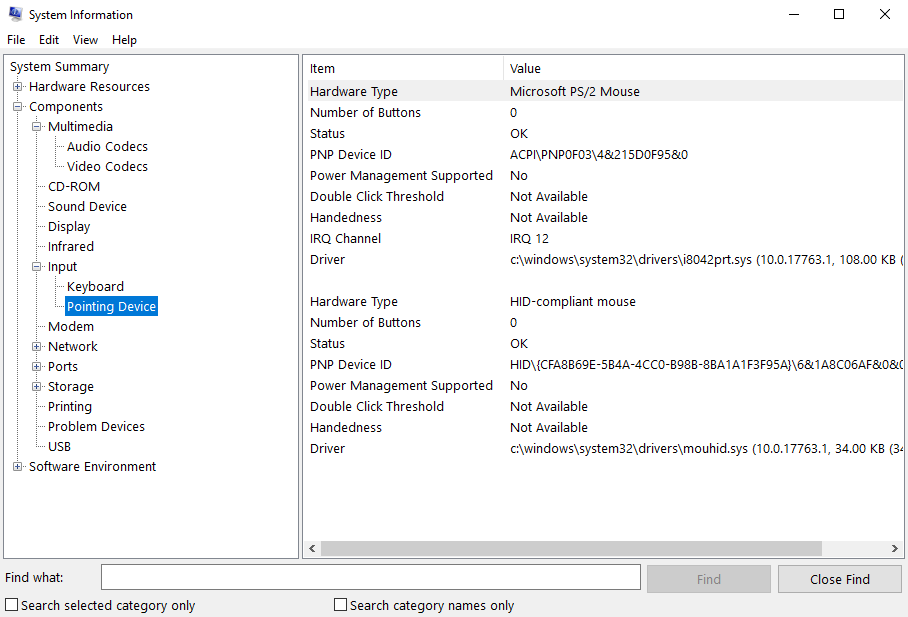 System Information
File Edit View Help
System Summary
Hardware Resources
Components
Multimedia
Audio Codecs
Video Codecs
CD-ROM
Sound Device
Display
Infrared
Input
Keyboard
Pointing Device
Modem
Network
Ports
Storage
Printing
Problem Devices
USB
Software Environment
Item Value
Hardware Type Microsoft PS/2 Mouse
Number of Buttons 0
Status OK
PNP Device ID ACPI\PNP0F03\4&215D0F95&0
Power Management Supported No
Double Click Threshold Not Available
Handedness Not Available
IRQ Channel IRQ 12
Driver c:\windows\system32\drivers\i8042prt.sys (10.0.17763.1, 108.00 KB (
Hardware Type HID-compliant mouse
Number of Buttons 0
Status OK
PNP Device ID HID\{CFA8B69E-5B4A-4CC0-B98B-8BA1A1F3F95A}\6&1A8C06AF&0&0
Power Management Supported No
Double Click Threshold Not Available
Handedness Not Available
Driver c:\windows\system32\drivers\mouhid.sys (10.0.17763.1, 34.00 KB (34
Find what: Find Close Find
Search selected category only Search category names only